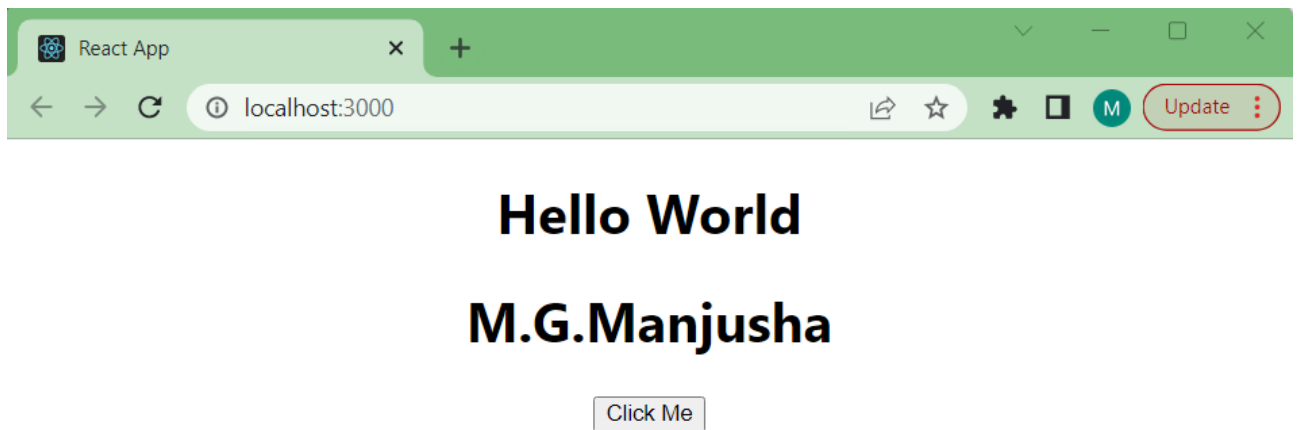 React App
localhost:3000
M
Update
Hello World
M.G.Manjusha
Click Me